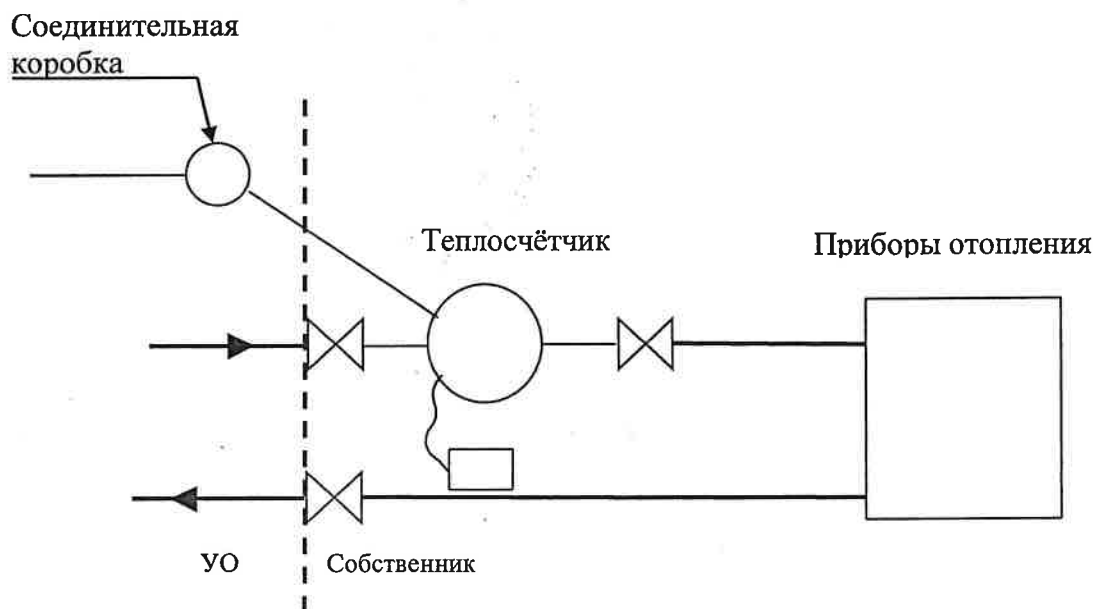 Соединительная
коробка
Теплосчётчик
Приборы отопления
УО
Собственник